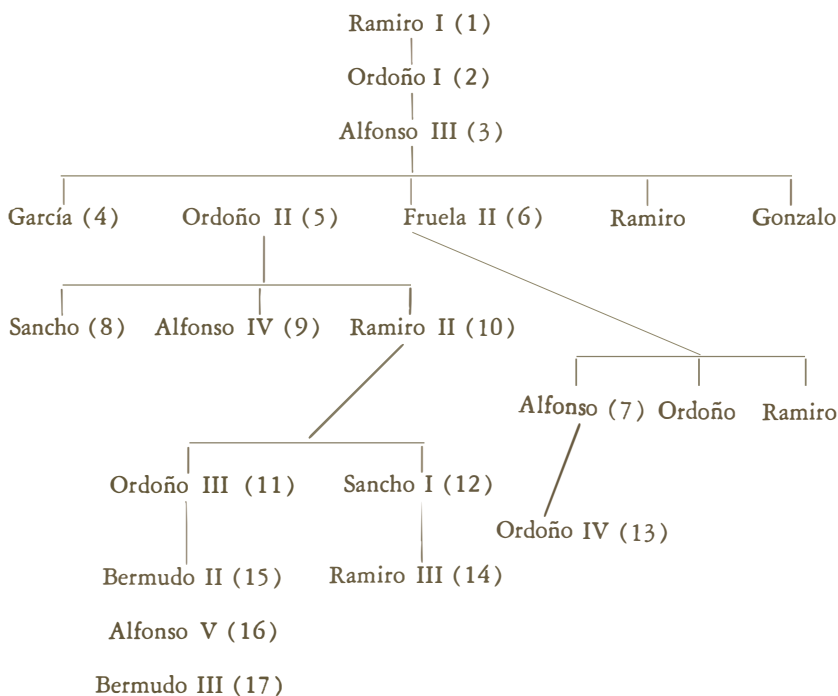 Ramiro I (1)
Ordoño I (2)
Alfonso III (3)
García (4) Ordoño II (5) Fruela II (6) Ramiro Gonzalo
Sancho (8) Alfonso IV (9) Ramiro II (10)
Alfonso (7) Ordoño Ramiro
Ordoño III (11) Sancho I (12)
Ordoño IV (13)
Bermudo II (15) Ramiro III (14)
Alfonso V (16)
Bermudo III (17)